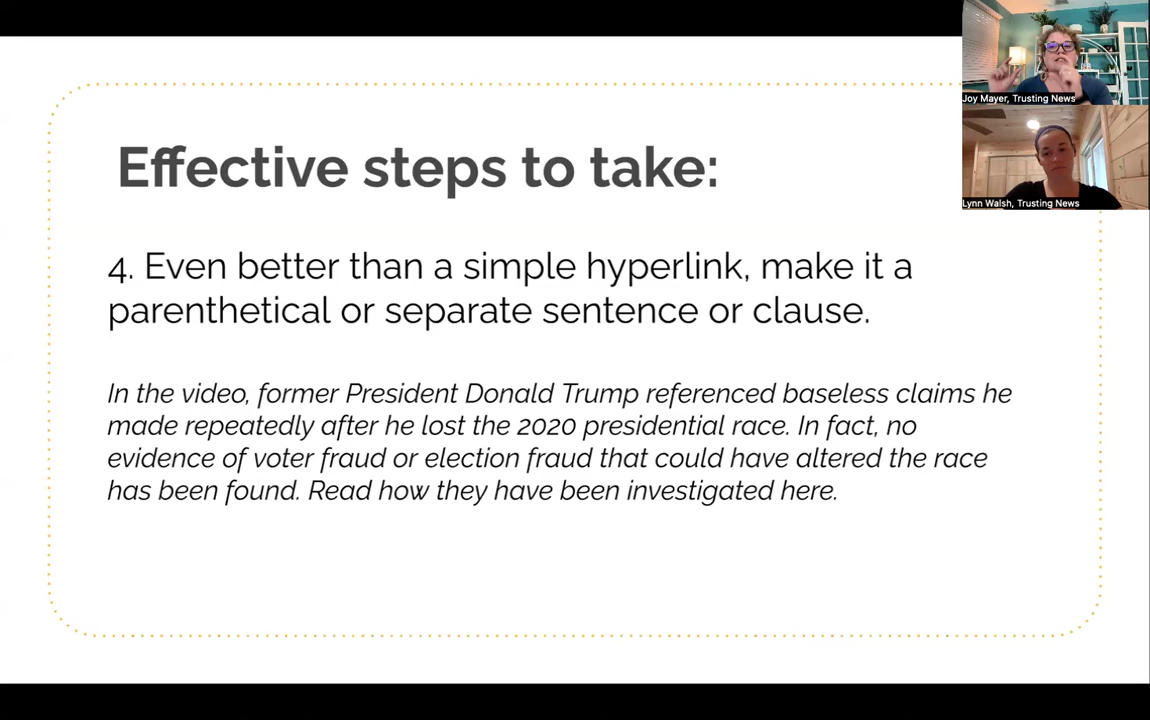 Effective steps to take:
4. Even better than a simple hyperlink, make it a
parenthetical or separate sentence or clause.
In the video, former President Donald Trump referenced baseless claims he
made repeatedly after he lost the 2020 presidential race. In fact, no
evidence of voter fraud or election fraud that could have altered the race
has been found. Read how they have been investigated here.
Joy Mayer, Trusting News
Lynn Walsh, Trusting News